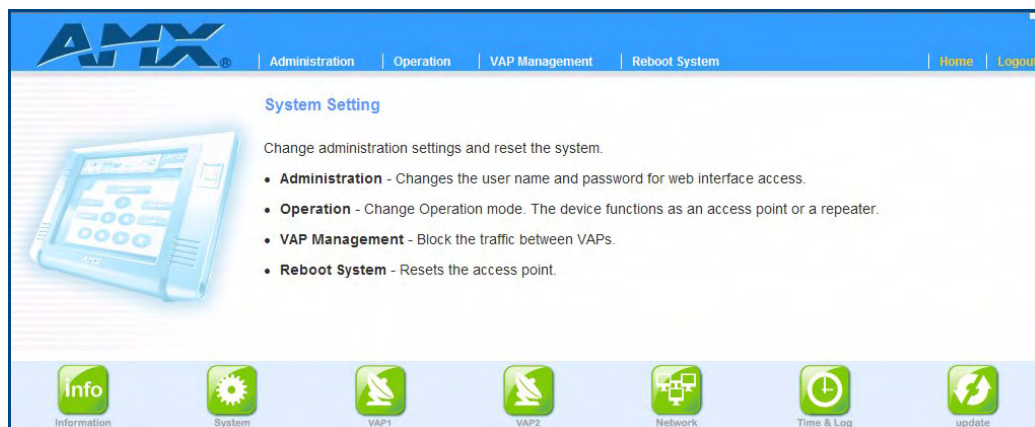 AMX®
Administration | Operation | VAP Management | Reboot System | Home | Logout
System Setting
Change administration settings and reset the system.
• Administration - Changes the user name and password for web interface access.
• Operation - Change Operation mode. The device functions as an access point or a repeater.
• VAP Management - Block the traffic between VAPs.
• Reboot System - Resets the access point.
info
Information System VAP1 VAP2 Network Time & Log update